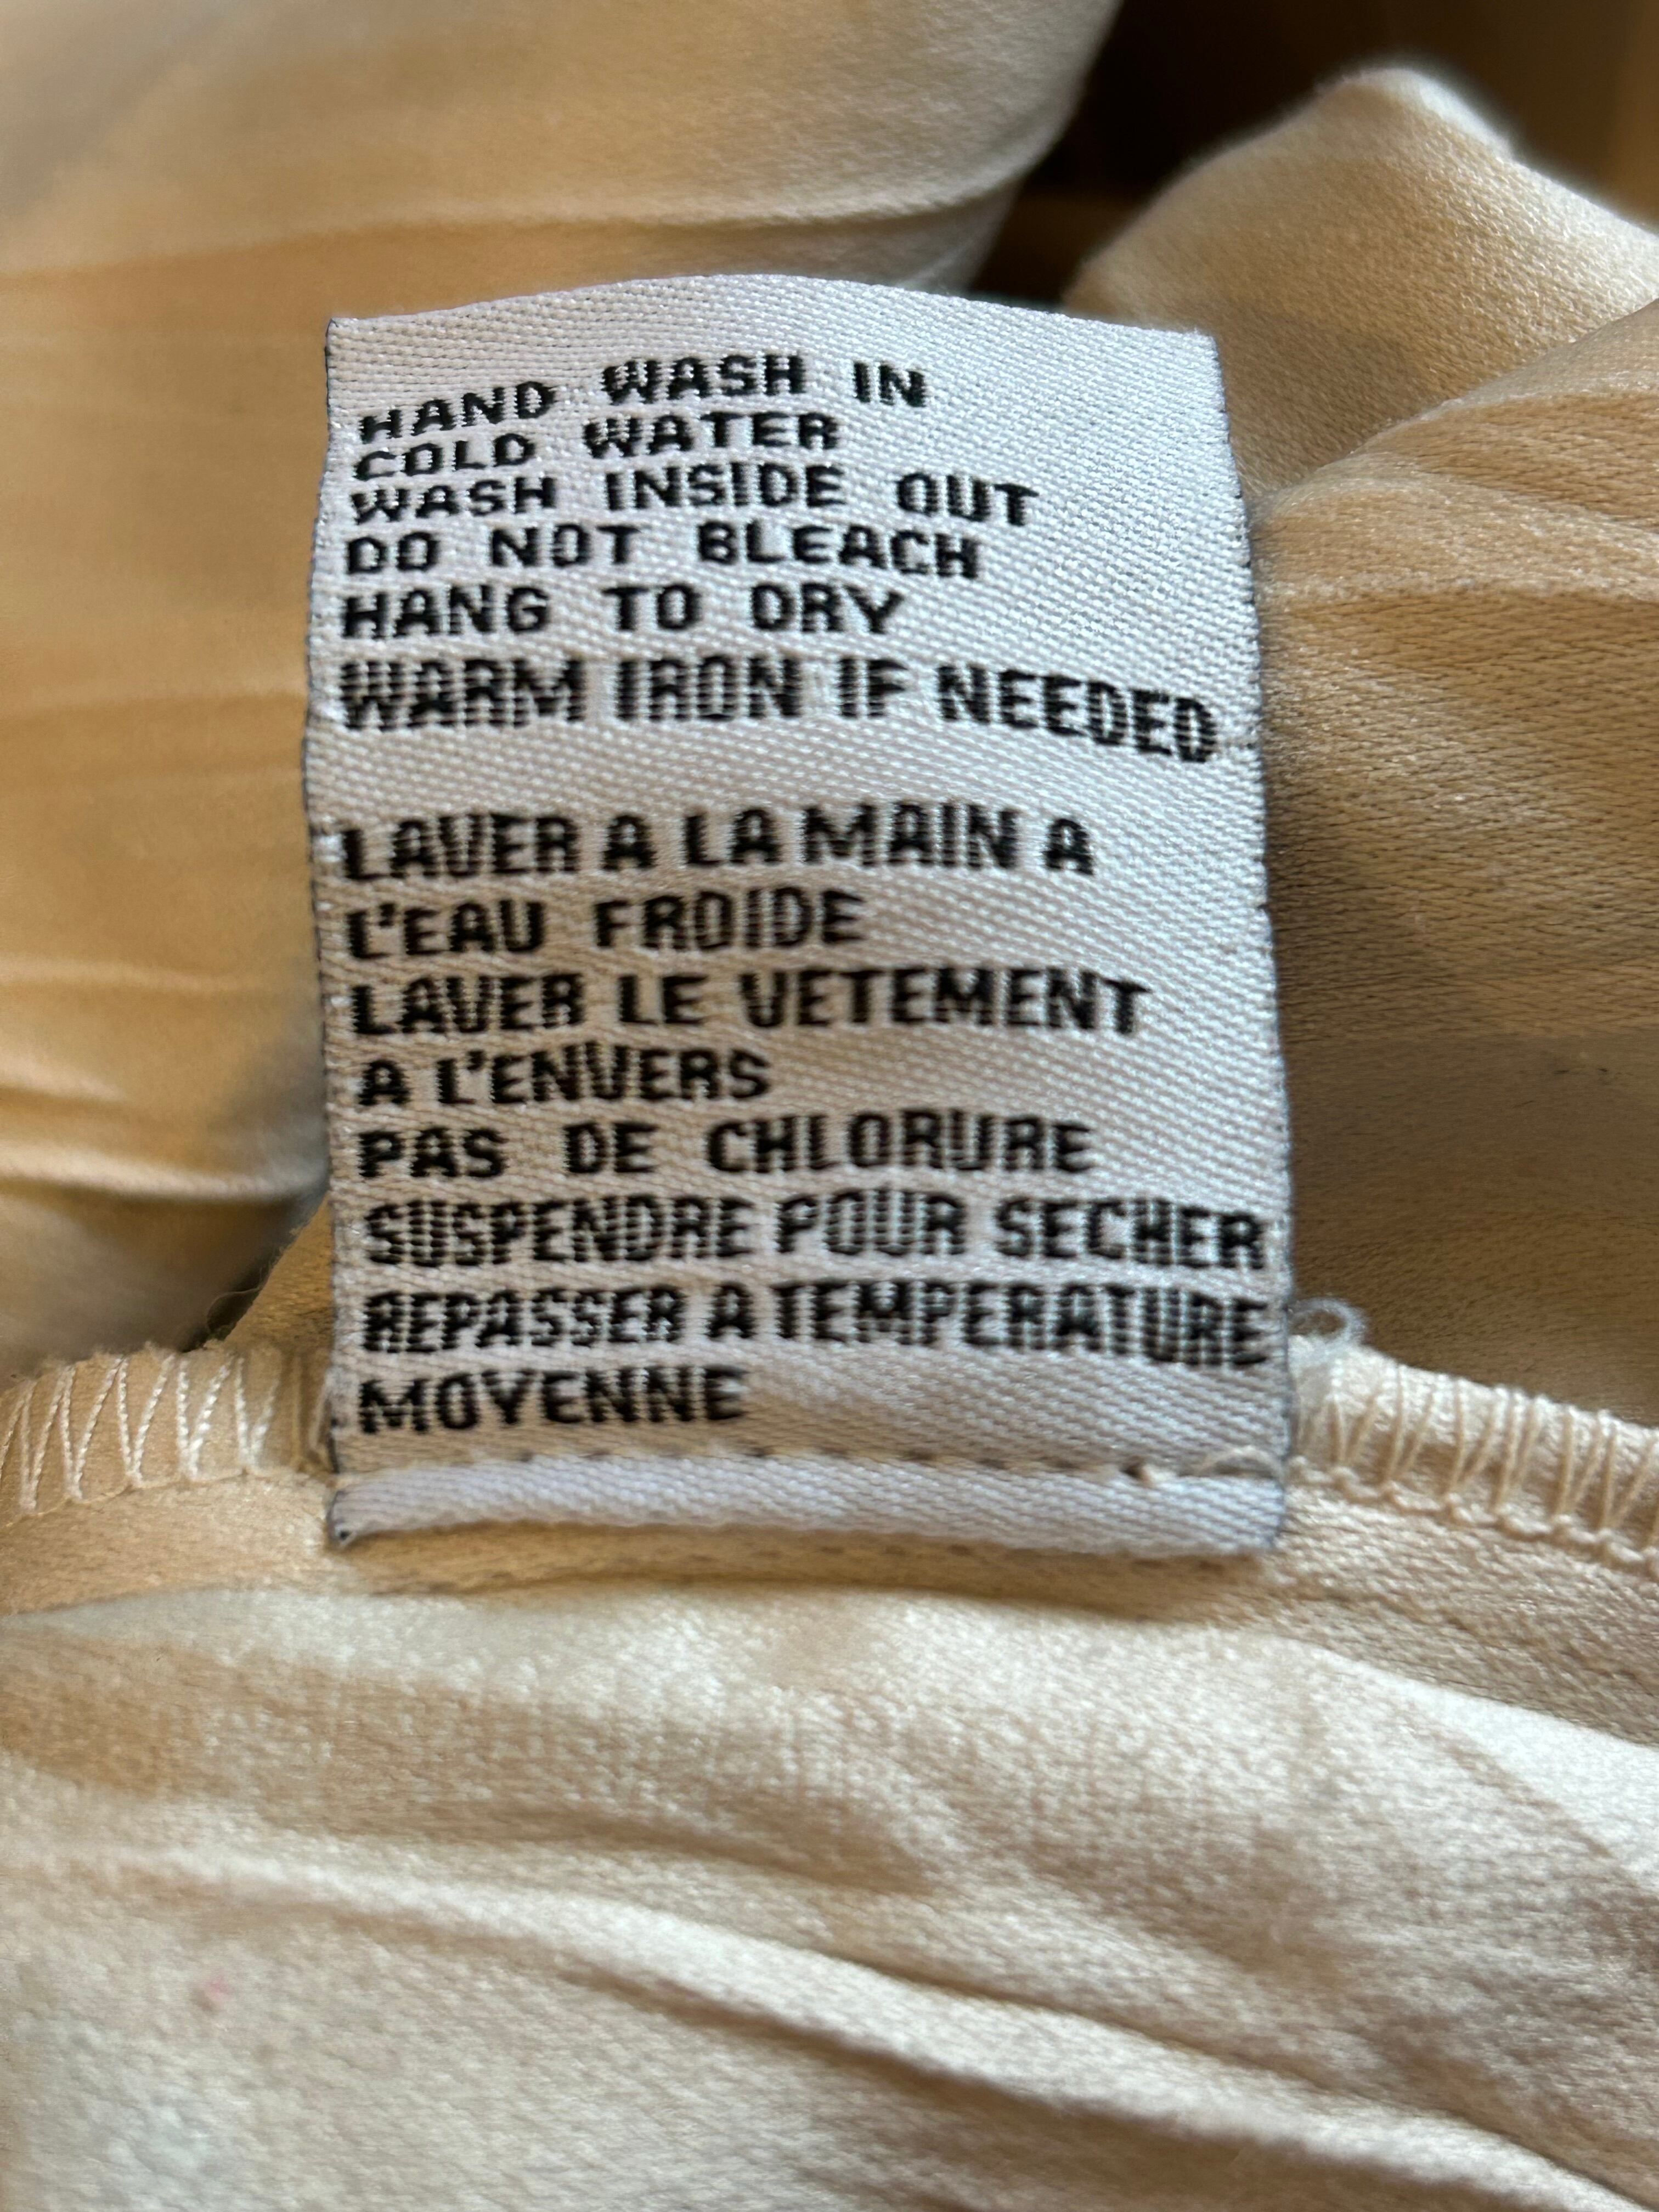 HAND WASH IN
COLD WATER
WASH INSIDE OUT
DO NOT BLEACH
HANG TO DRY
WARM IRON IF NEEDED
LAVER A LA MAIN A
L'EAU FROIDE
LAVER LE VETEMENT
A L'ENVERS
PAS DE CHLORURE
SUSPENDRE POUR SECHER
REPASSER A TEMPERATURE
MOYENNE